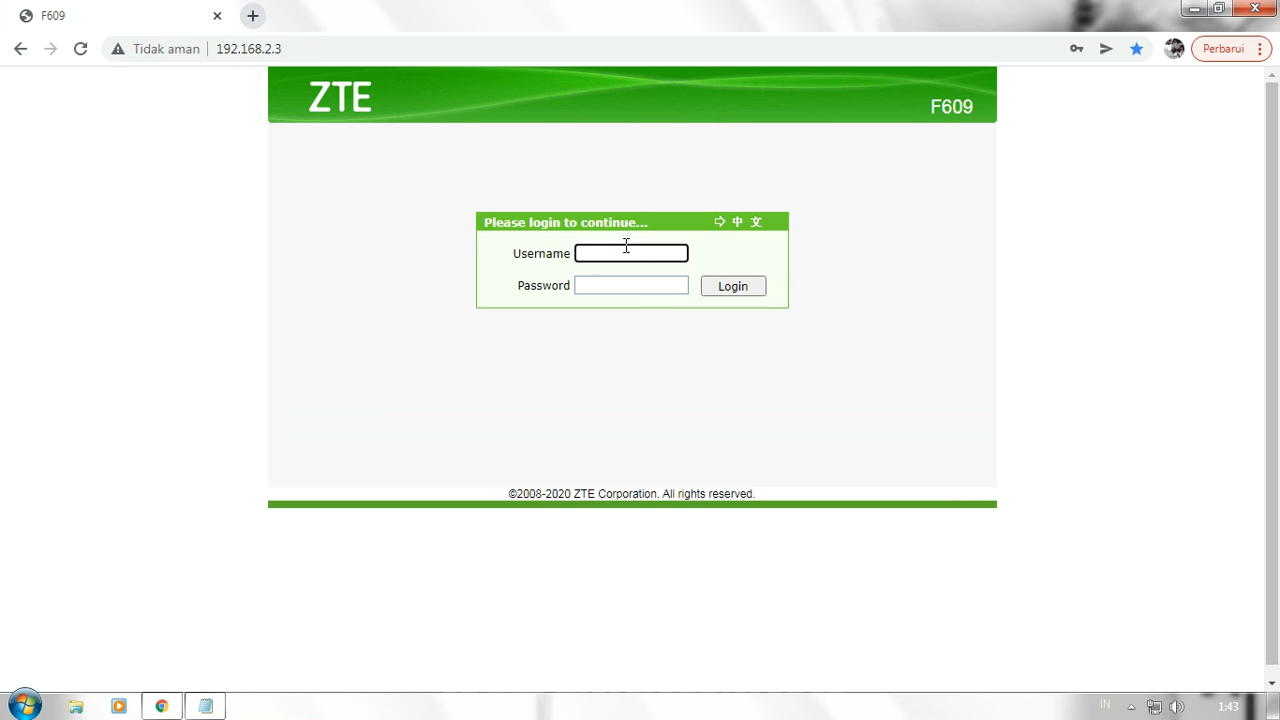 F609
Tidak aman
192.168.2.3
Perbarui
ZTE
F609
Please login to continue...
中 文
Username
Password
Login
©2008-2020 ZTE Corporation. All rights reserved.
IN
1:43